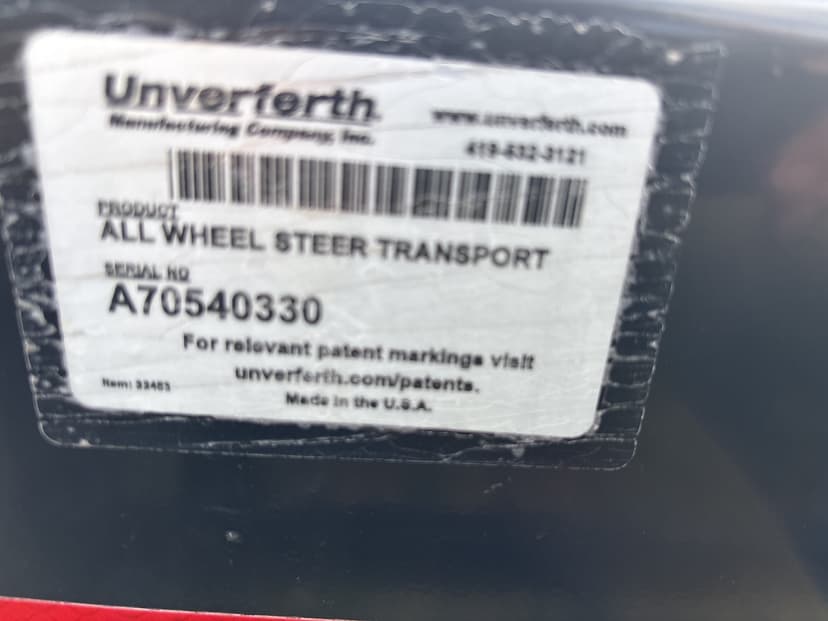 Unverferth
Manufacturing Company, Inc.
www.unverferth.com
419-532-3121
PRODUCT
ALL WHEEL STEER TRANSPORT
SERIAL NO
A70540330
For relevant patent markings visit
unverferth.com/patents.
Item:
Made in the U.S.A.